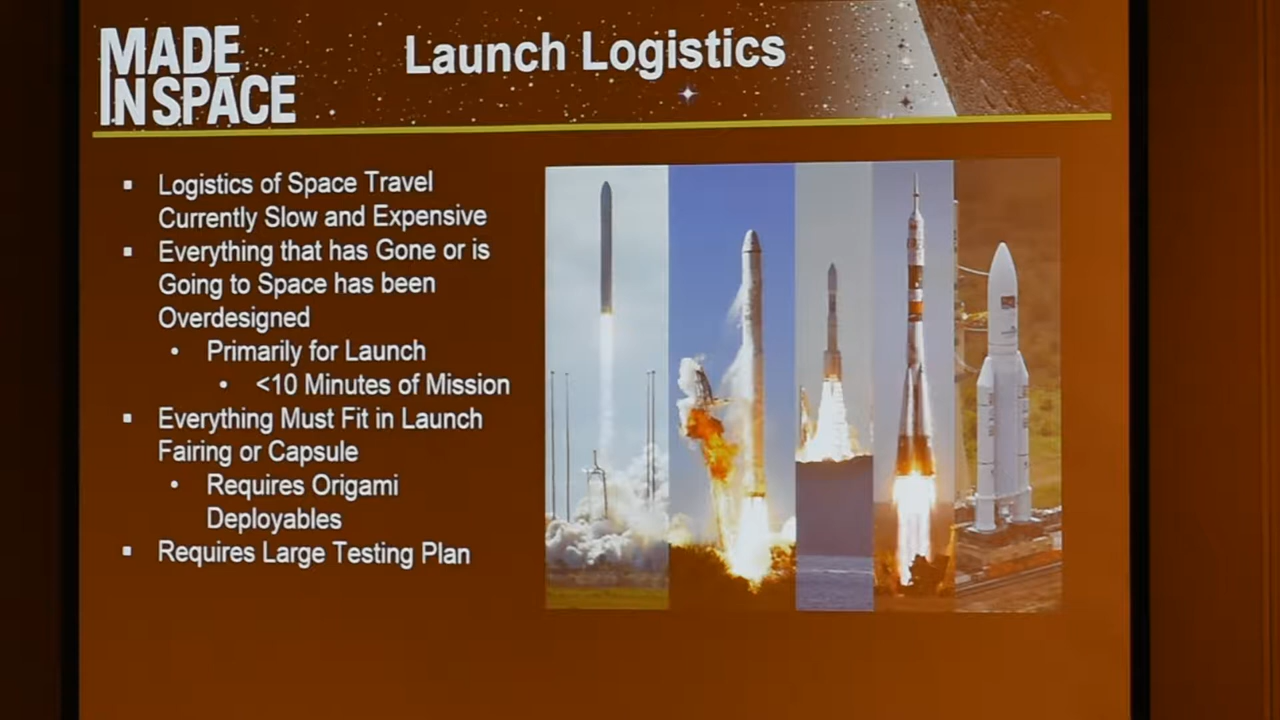 MADE
IN SPACE
Launch Logistics
▪ Logistics of Space Travel
Currently Slow and Expensive
▪ Everything that has Gone or is
Going to Space has been
Overdesigned
• Primarily for Launch
• <10 Minutes of Mission
▪ Everything Must Fit in Launch
Fairing or Capsule
• Requires Origami
Deployables
▪ Requires Large Testing Plan